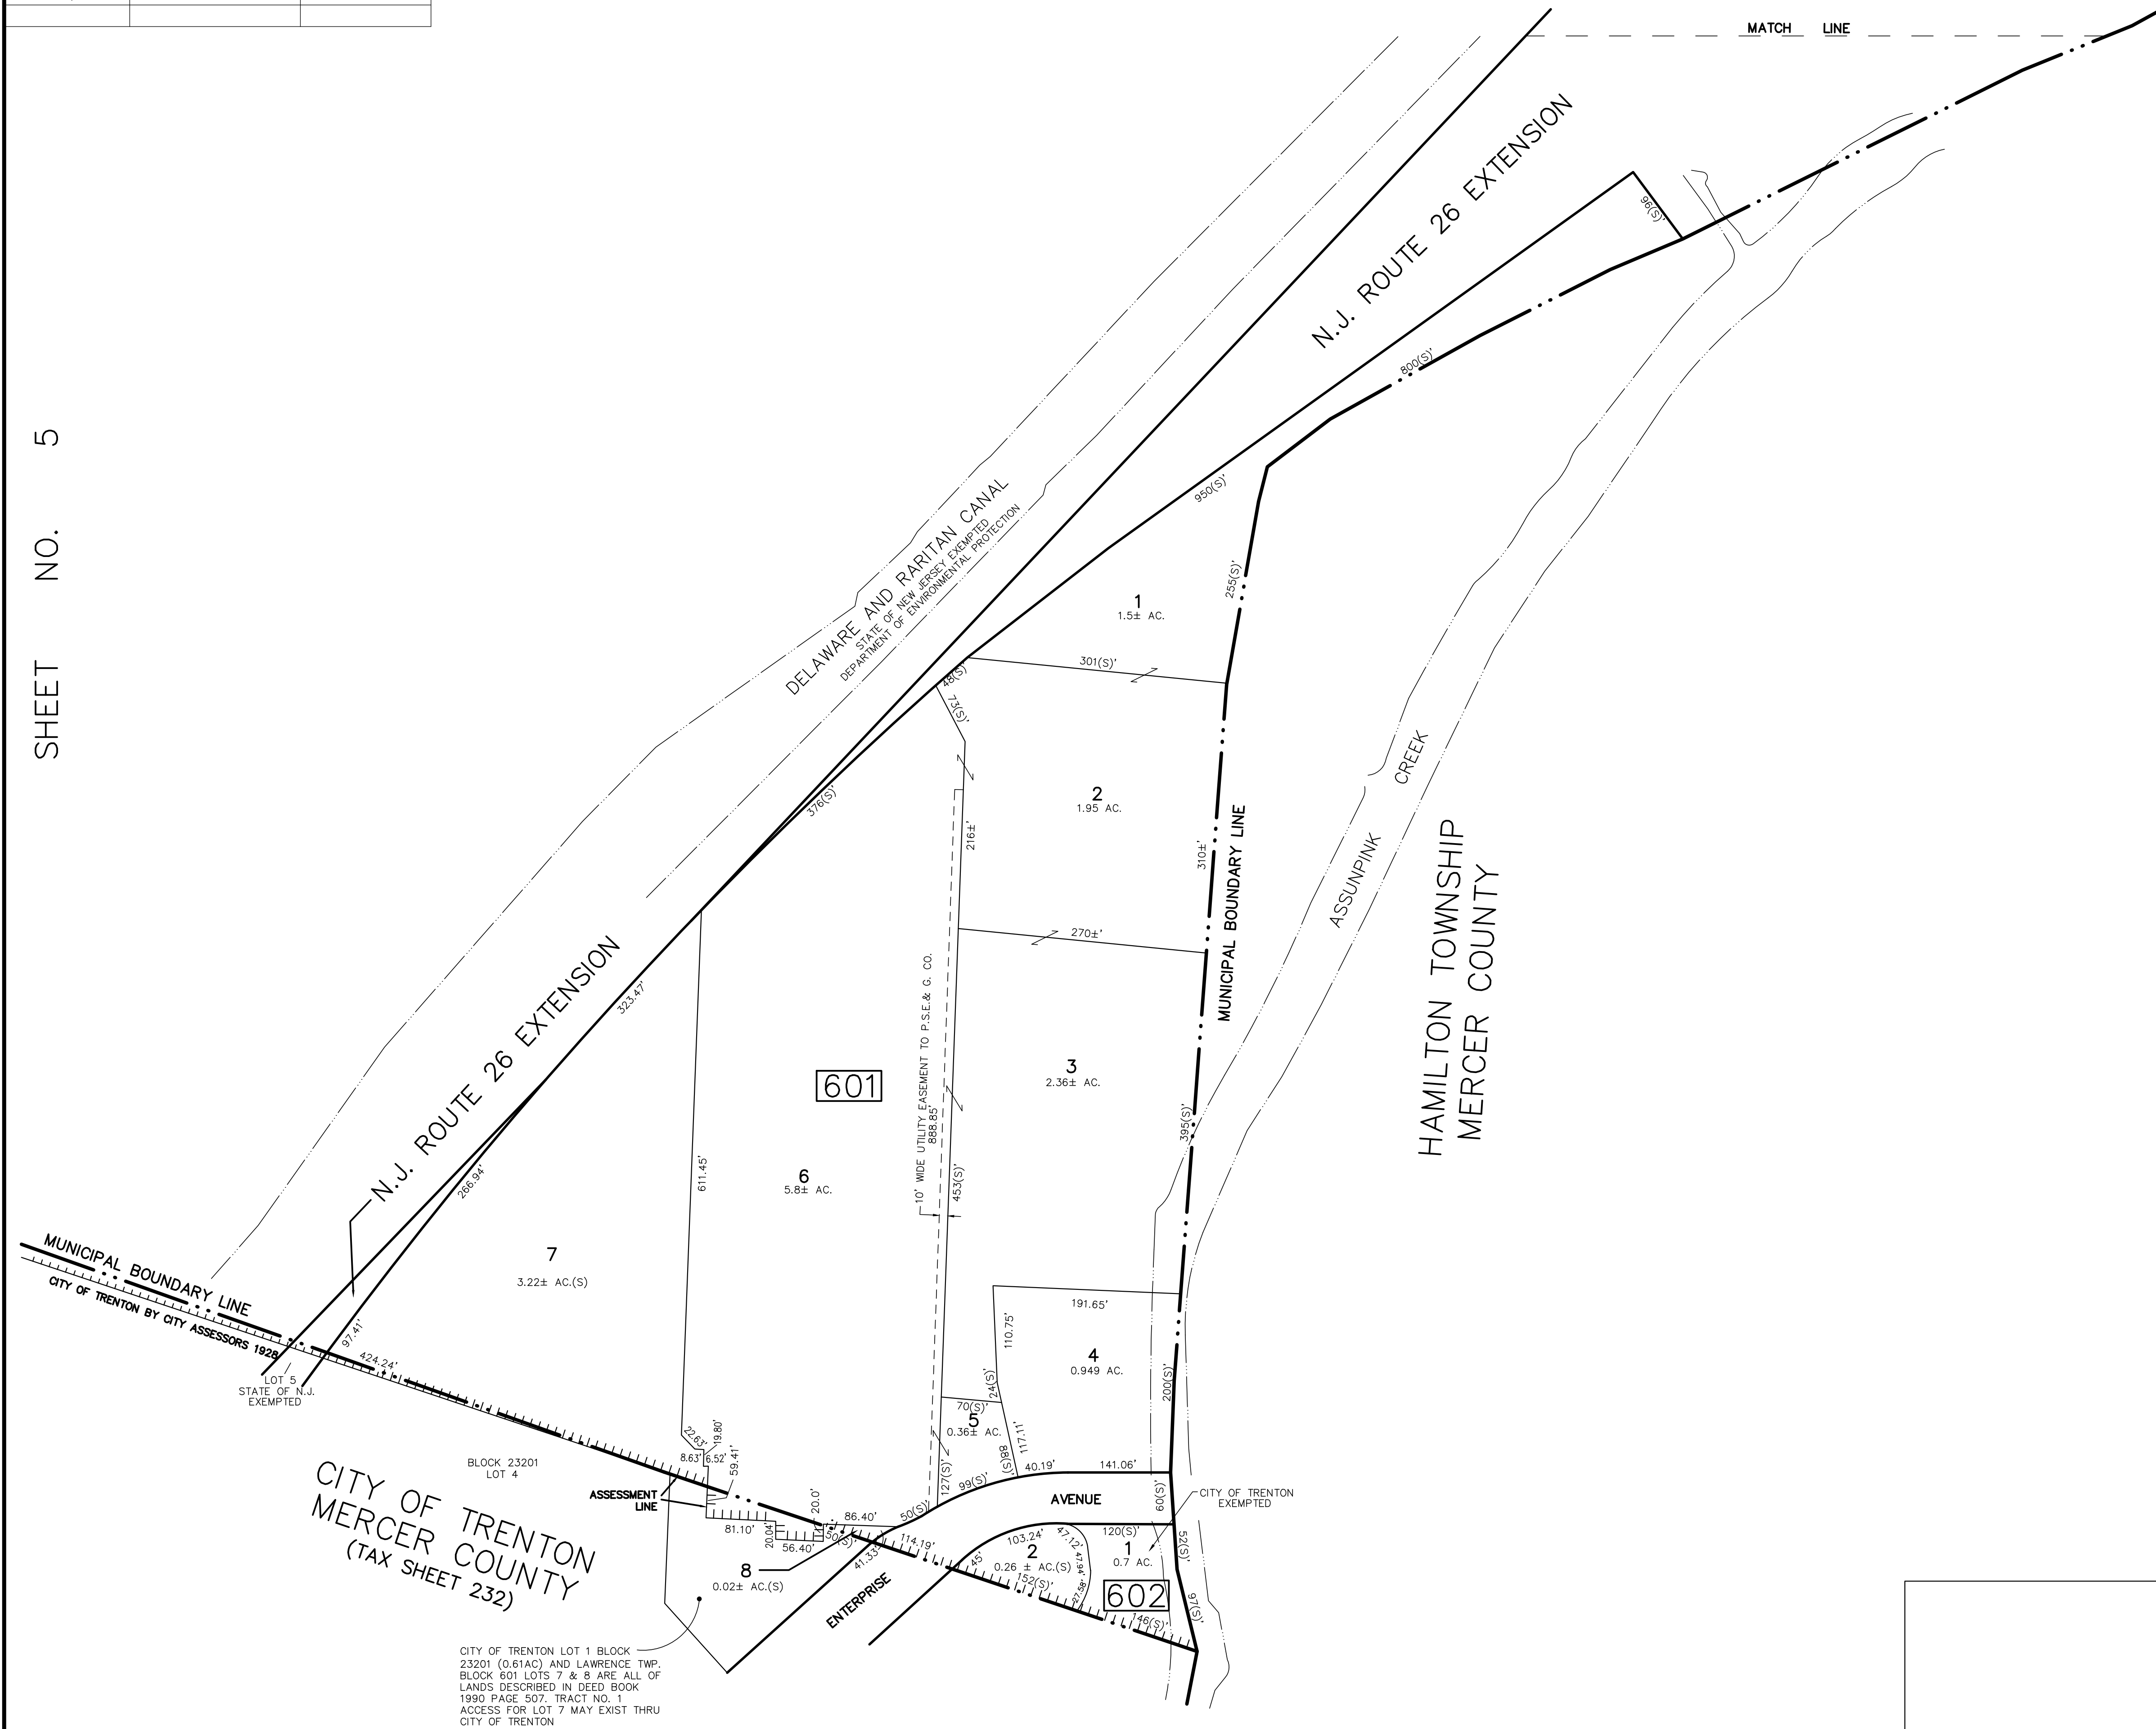 MATCH LINE
SHEET NO. 5
N.J. ROUTE 26 EXTENSION
96(S)'
800(S)'
950(S)'
DELAWARE AND RARITAN CANAL
STATE OF NEW JERSEY EXEMPTED
DEPARTMENT OF ENVIRONMENTAL PROTECTION
255(S)'
1
1.5± AC.
301(S)'
48(S)'
73(S)'
376(S)'
2
1.95 AC.
216±'
310±'
MUNICIPAL BOUNDARY LINE
CREEK
ASSUNPINK
HAMILTON TOWNSHIP
MERCER COUNTY
270±'
N.J. ROUTE 26 EXTENSION
323.47'
266.94'
601
10' WIDE UTILITY EASEMENT TO P.S.E.& G. CO.
888.85'
3
2.36± AC.
395(S)'
611.45'
6
5.8± AC.
453(S)'
7
3.22± AC.(S)
MUNICIPAL BOUNDARY LINE
CITY OF TRENTON BY CITY ASSESSORS 1928
97.41'
424.24'
LOT 5
STATE OF N.J.
EXEMPTED
191.65'
110.75'
4
0.949 AC.
24(S)'
200(S)'
70(S)'
5
0.36± AC.
117.11'
88(S)'
127(S)'
99(S)'
40.19'
141.06'
22.63'
19.80'
8.63'
6.52'
59.41'
BLOCK 23201
LOT 4
ASSESSMENT
LINE
CITY OF TRENTON
MERCER COUNTY
(TAX SHEET 232)
81.10'
20.04'
56.40'
20.0'
86.40'
50(S)'
50(S)'
41.33'
114.19'
45'
AVENUE
60(S)'
CITY OF TRENTON
EXEMPTED
ENTERPRISE
103.24'
47.12'
47.94'
27.58'
120(S)'
52(S)'
2
0.26 ± AC.(S)
152(S)'
1
0.7 AC.
602
146(S)'
97(S)'
8
0.02± AC.(S)
CITY OF TRENTON LOT 1 BLOCK
23201 (0.61AC) AND LAWRENCE TWP.
BLOCK 601 LOTS 7 & 8 ARE ALL OF
LANDS DESCRIBED IN DEED BOOK
1990 PAGE 507. TRACT NO. 1
ACCESS FOR LOT 7 MAY EXIST THRU
CITY OF TRENTON